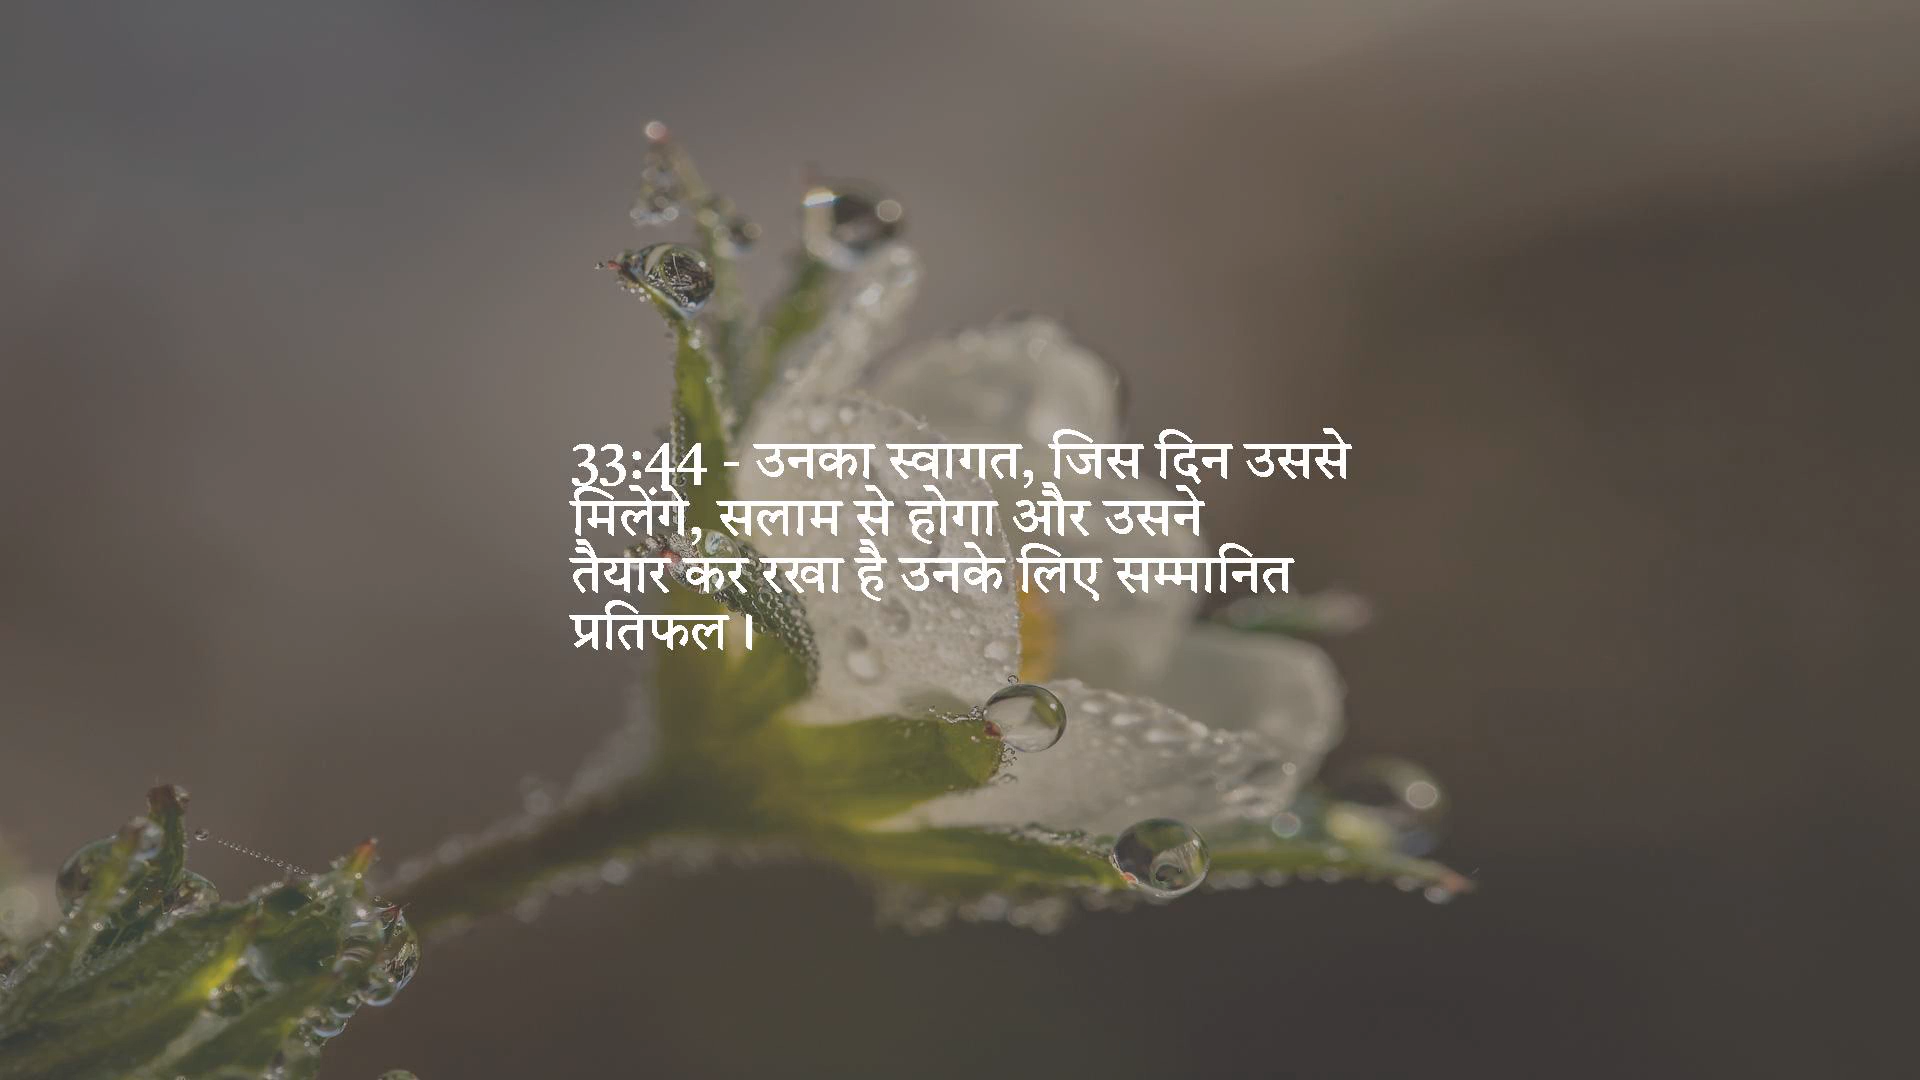 33:44 - उनका स्वागत, जिस दिन उससे
मिलेंगे, सलाम से होगा और उसने
तैयार कर रखा है उनके लिए सम्मानित
प्रतिफल।